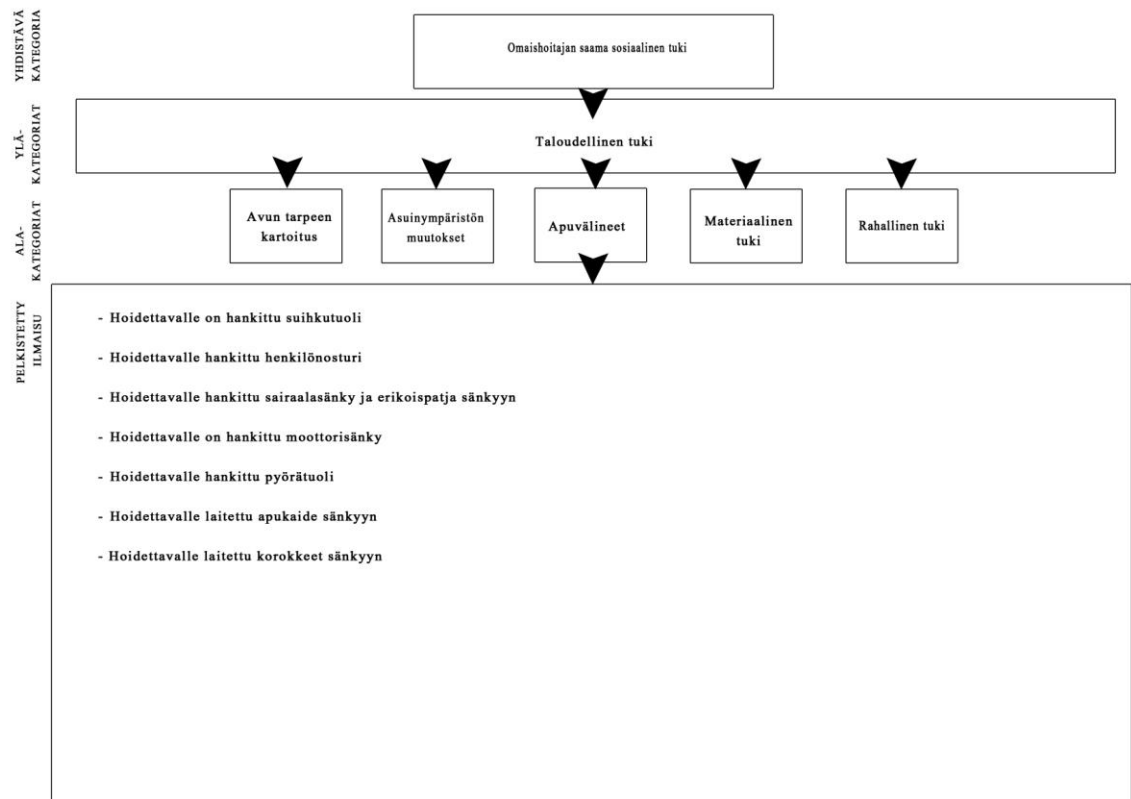 YHDISTÄVÄ
KATEGORIA
Omaishoitajan saama sosiaalinen tuki
YLÄ-
KATEGORIAT
Taloudellinen tuki
ALA-
KATEGORIAT
Avun tarpeen
kartoitus
Asuinympäristön
muutokset
Apuvälineet
Materiaalinen
tuki
Rahallinen tuki
PELKISTETTY
ILMAISU
- Hoidettavalle on hankittu suihkutuoli
- Hoidettavalle hankittu henkilönosturi
- Hoidettavalle hankittu sairaalasänky ja erikoispatja sänkyyn
- Hoidettavalle on hankittu moottorisänky
- Hoidettavalle hankittu pyörätuoli
- Hoidettavalle laitettu apukaide sänkyyn
- Hoidettavalle laitettu korokkeet sänkyyn